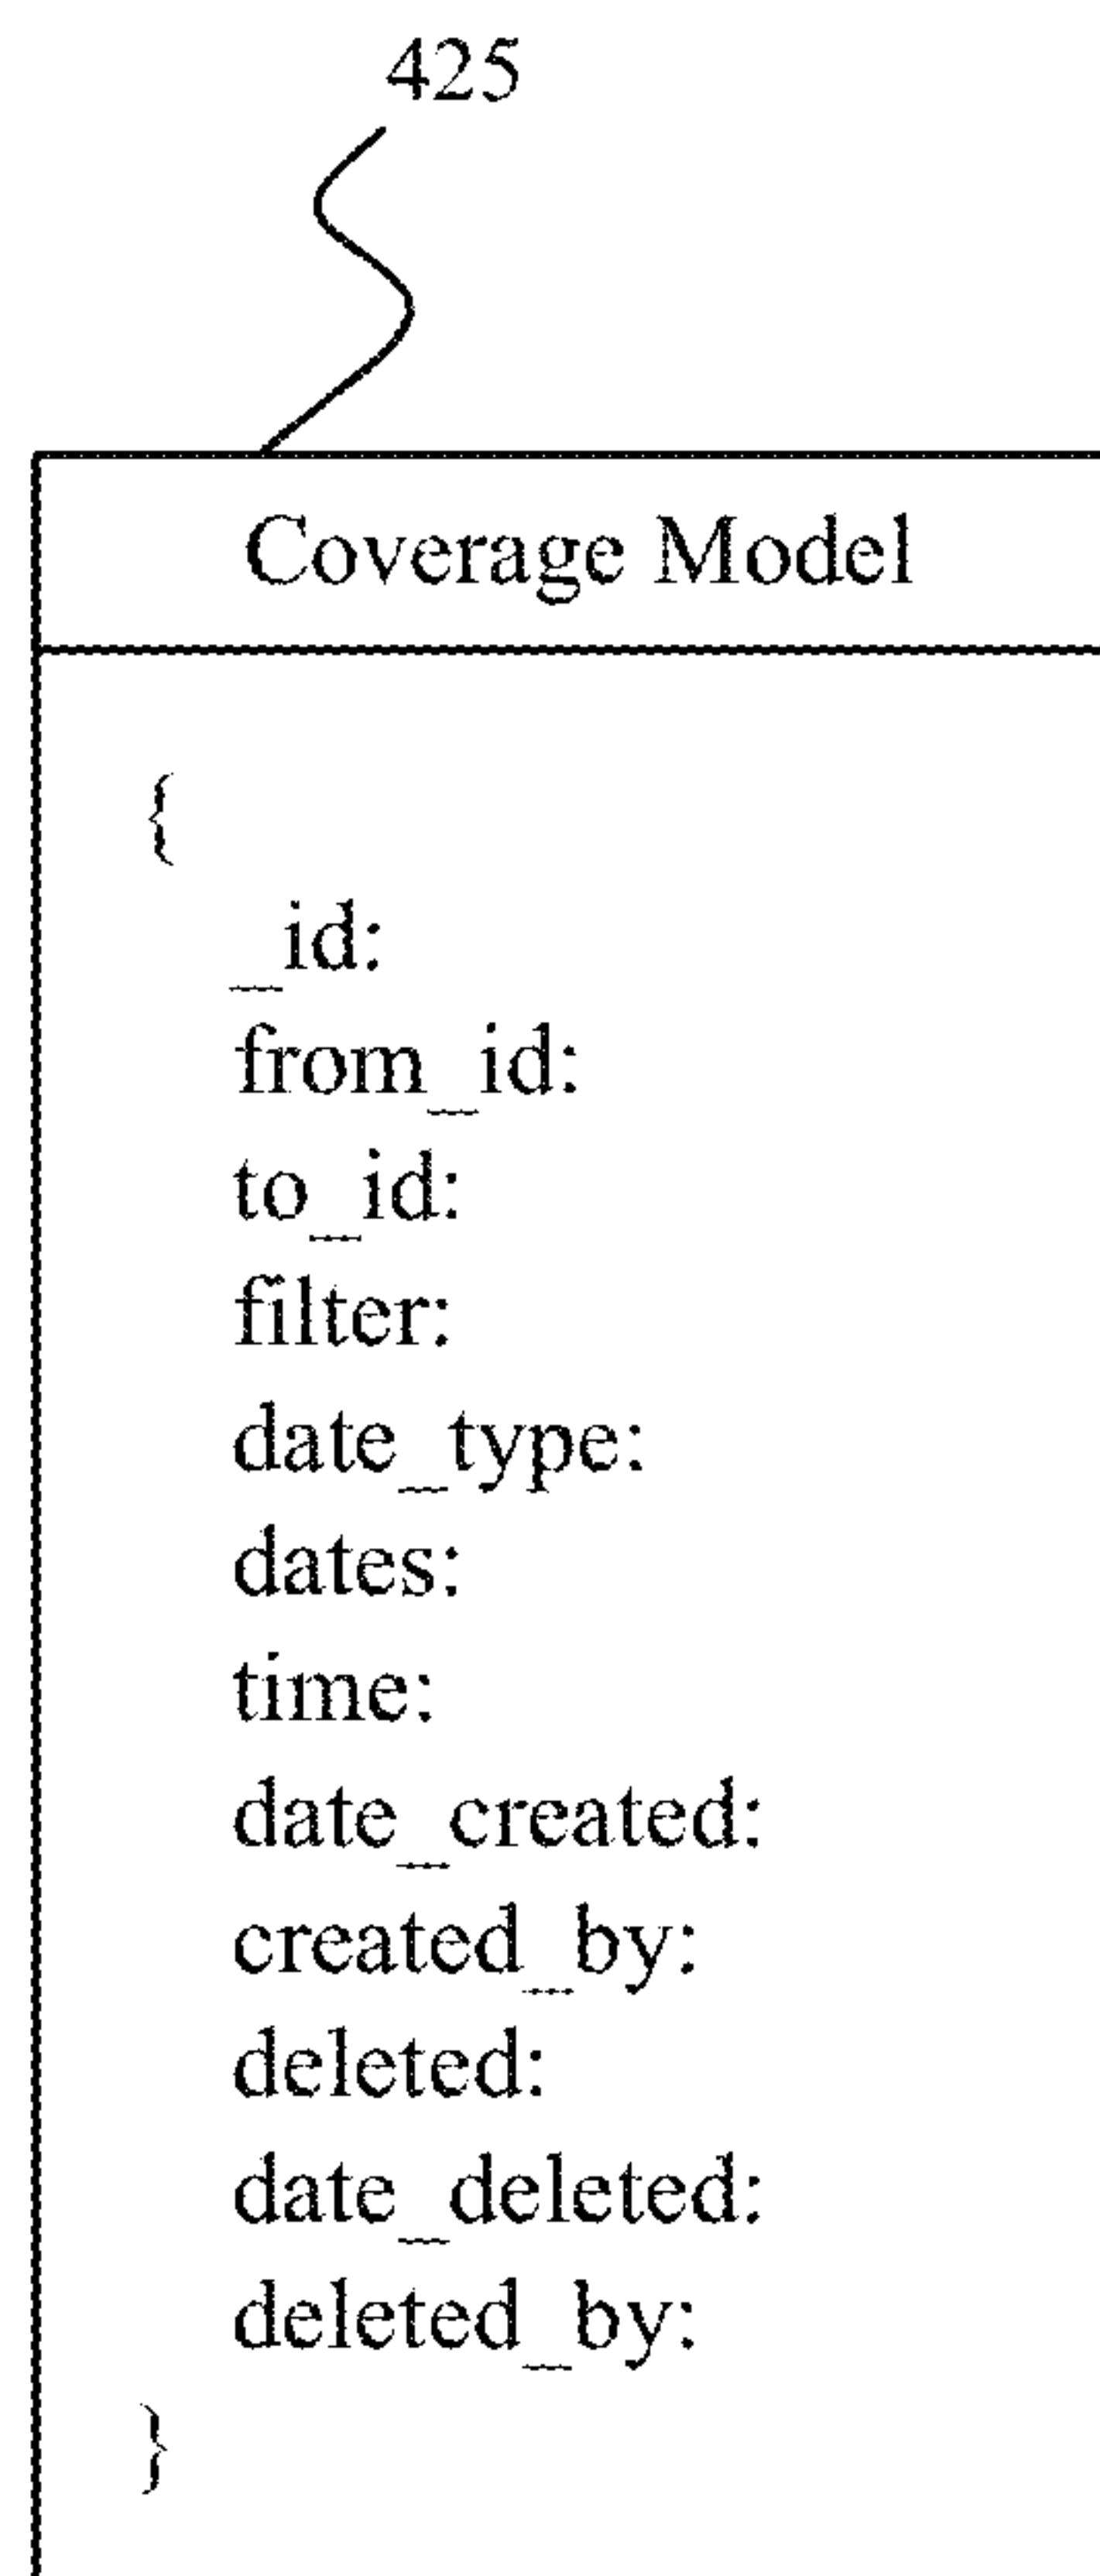 425
Coverage Model
{
_id:
from_id:
to_id:
filter:
date_type:
dates:
time:
date_created:
created_by:
deleted:
date_deleted:
deleted_by:
}